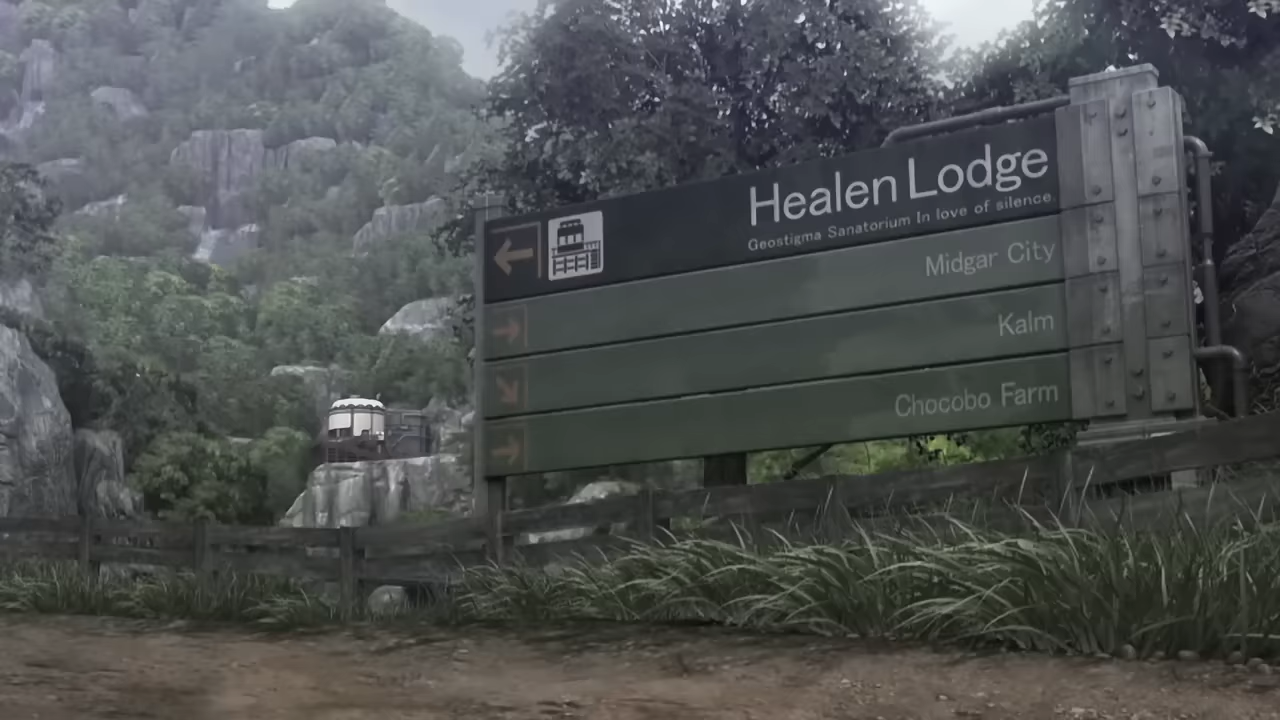 Healen Lodge
Geostigma Sanatorium In love of silence.
Midgar City
Kalm
Chocobo Farm